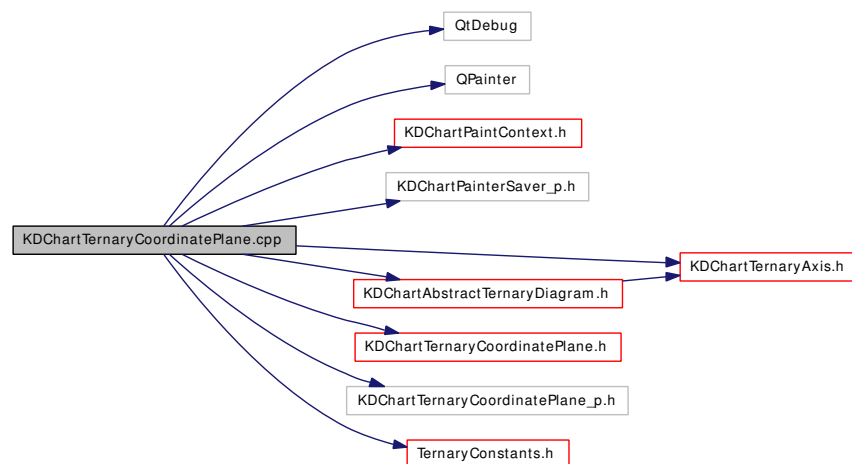 QtDebug
QPainter
KDChartPaintContext.h
KDChartPainterSaver_p.h
KDChartTernaryCoordinatePlane.cpp
KDChartTernaryAxis.h
KDChartAbstractTernaryDiagram.h
KDChartTernaryCoordinatePlane.h
KDChartTernaryCoordinatePlane_p.h
TernaryConstants.h